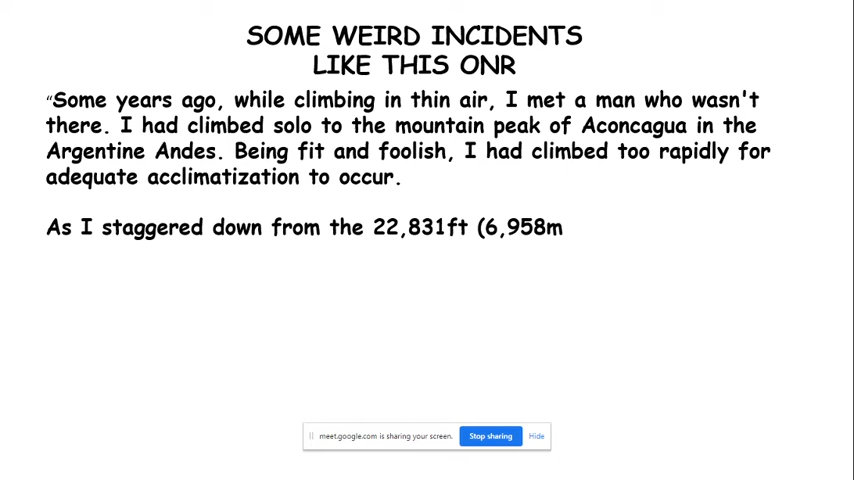 SOME WEIRD INCIDENTS
LIKE THIS ONR
“Some years ago, while climbing in thin air, I met a man who wasn't
there. I had climbed solo to the mountain peak of Aconcagua in the
Argentine Andes. Being fit and foolish, I had climbed too rapidly for
adequate acclimatization to occur.
As I staggered down from the 22,831ft (6,958m
meet.google.com is sharing your screen. Stop sharing Hide